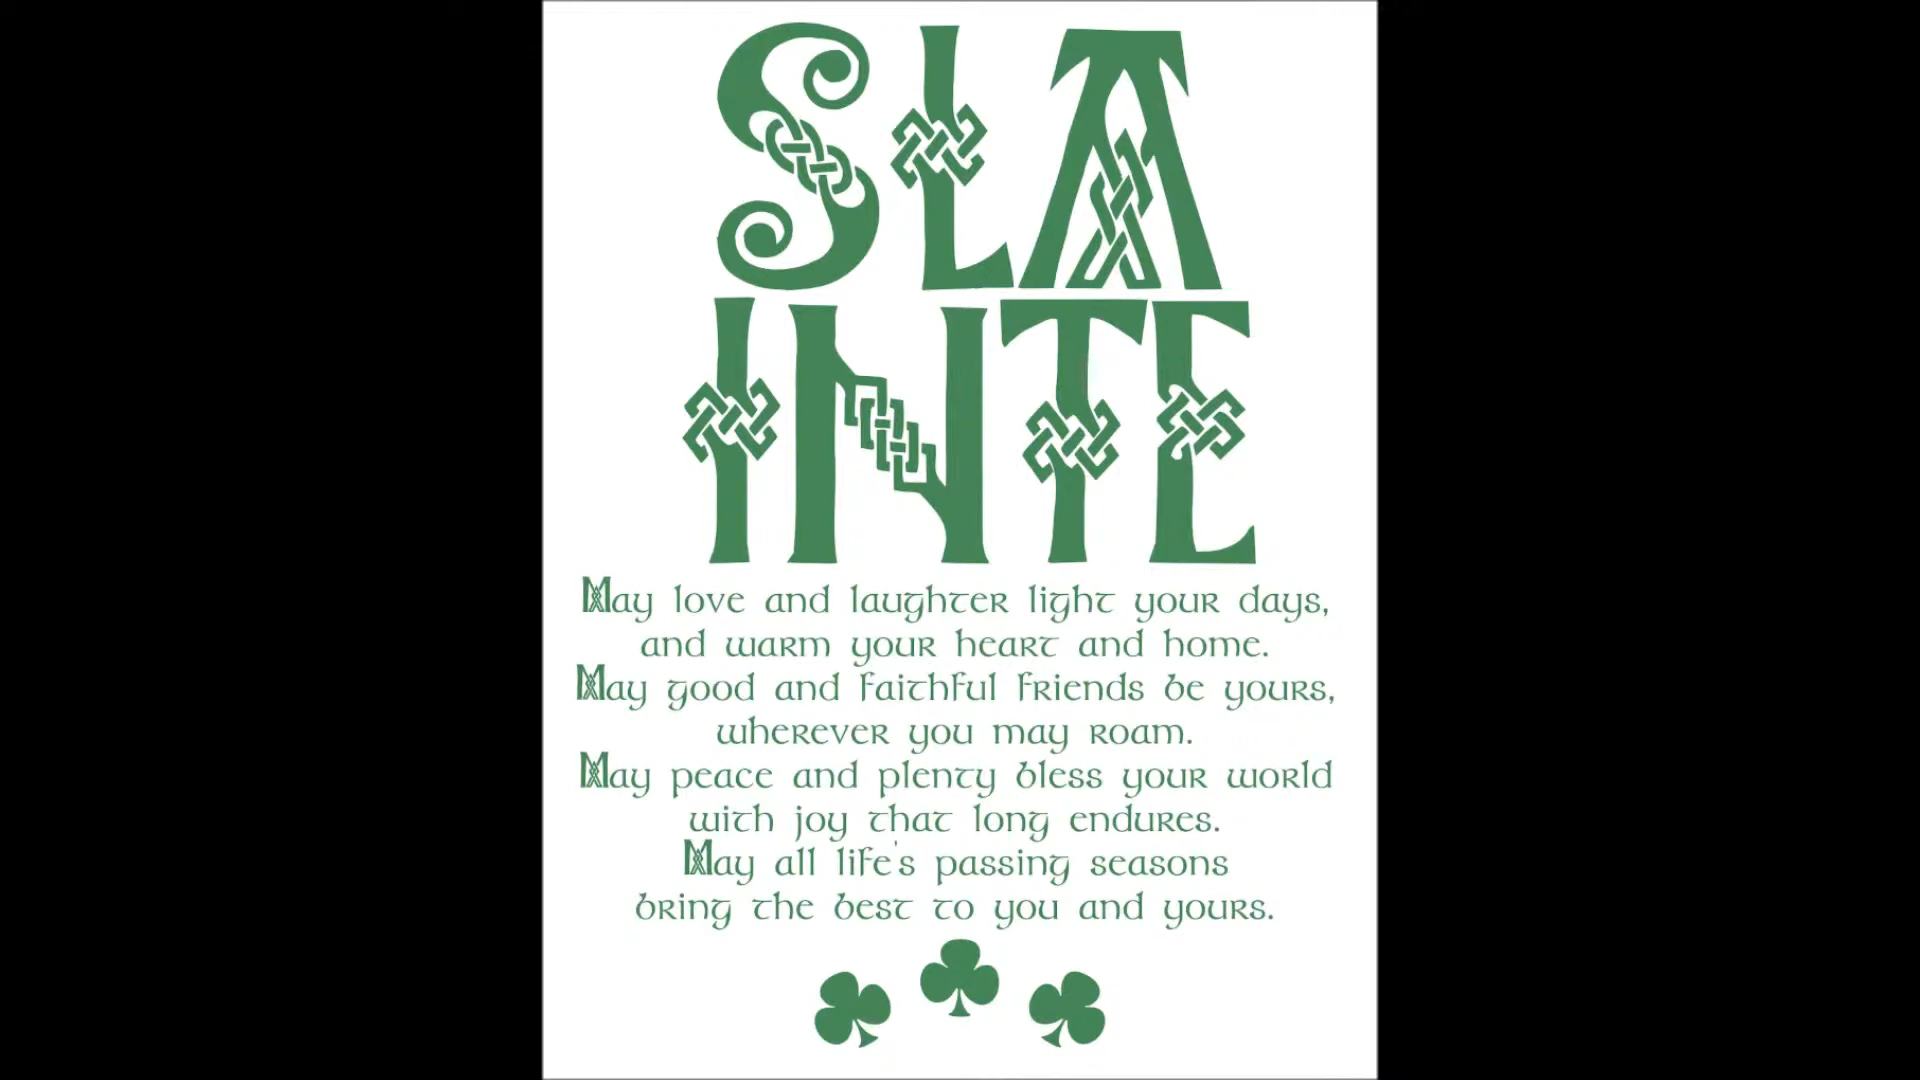 SLA
INTE
May love and laughter light your days,
and warm your heart and home.
May good and faithful friends be yours,
wherever you may roam.
May peace and plenty bless your world
with joy that long endures.
May all life's passing seasons
bring the best to you and yours.